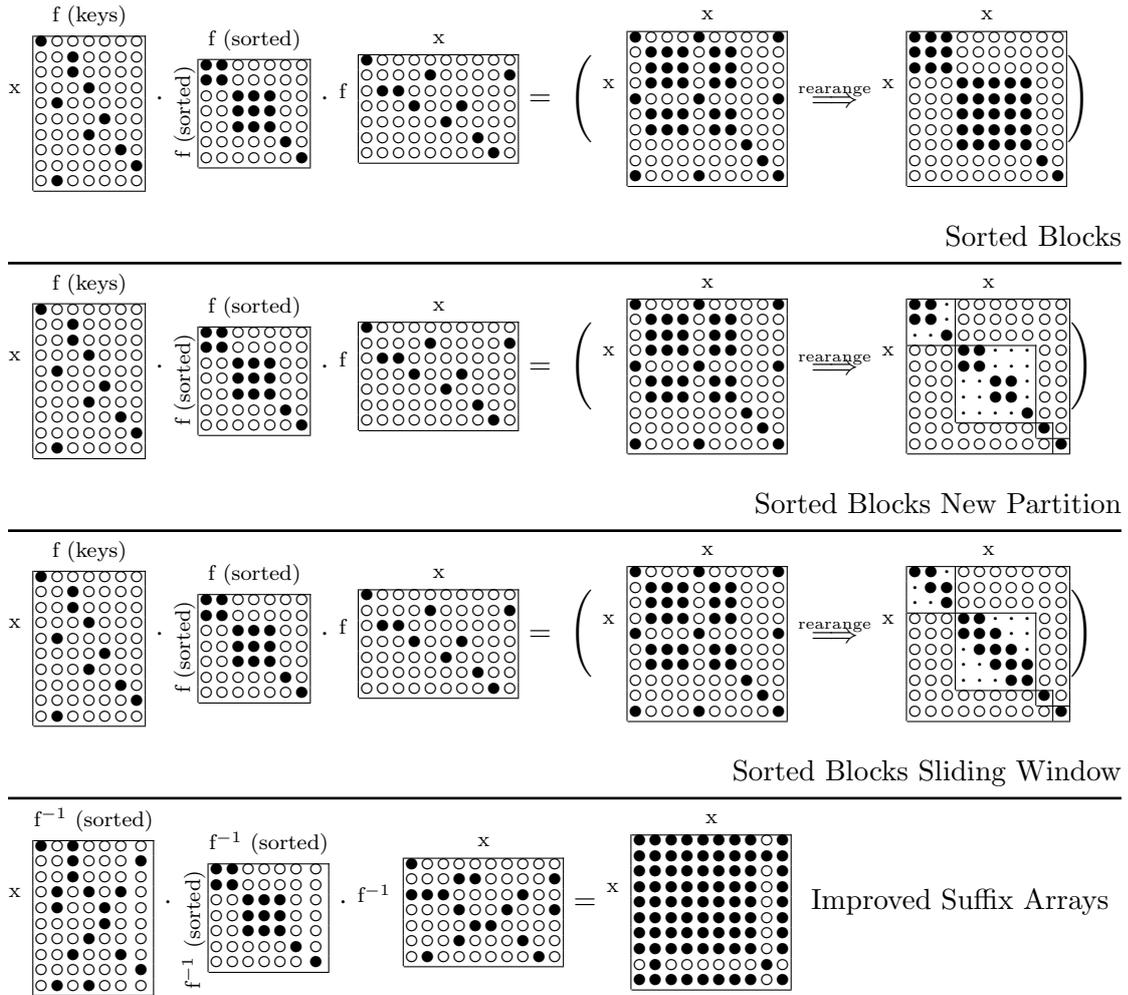 f (keys)
f (sorted)
x
x
x
x
f (sorted)
·
·
f
=
(
x
rearange
⟹
x
)
Sorted Blocks
f (keys)
f (sorted)
x
x
x
x
f (sorted)
·
·
f
=
(
x
rearange
⟹
x
)
Sorted Blocks New Partition
f (keys)
f (sorted)
x
x
x
x
f (sorted)
·
·
f
=
(
x
rearange
⟹
x
)
Sorted Blocks Sliding Window
f⁻¹ (sorted)
f⁻¹ (sorted)
x
x
x
f⁻¹ (sorted)
·
·
f⁻¹
=
x
Improved Suffix Arrays